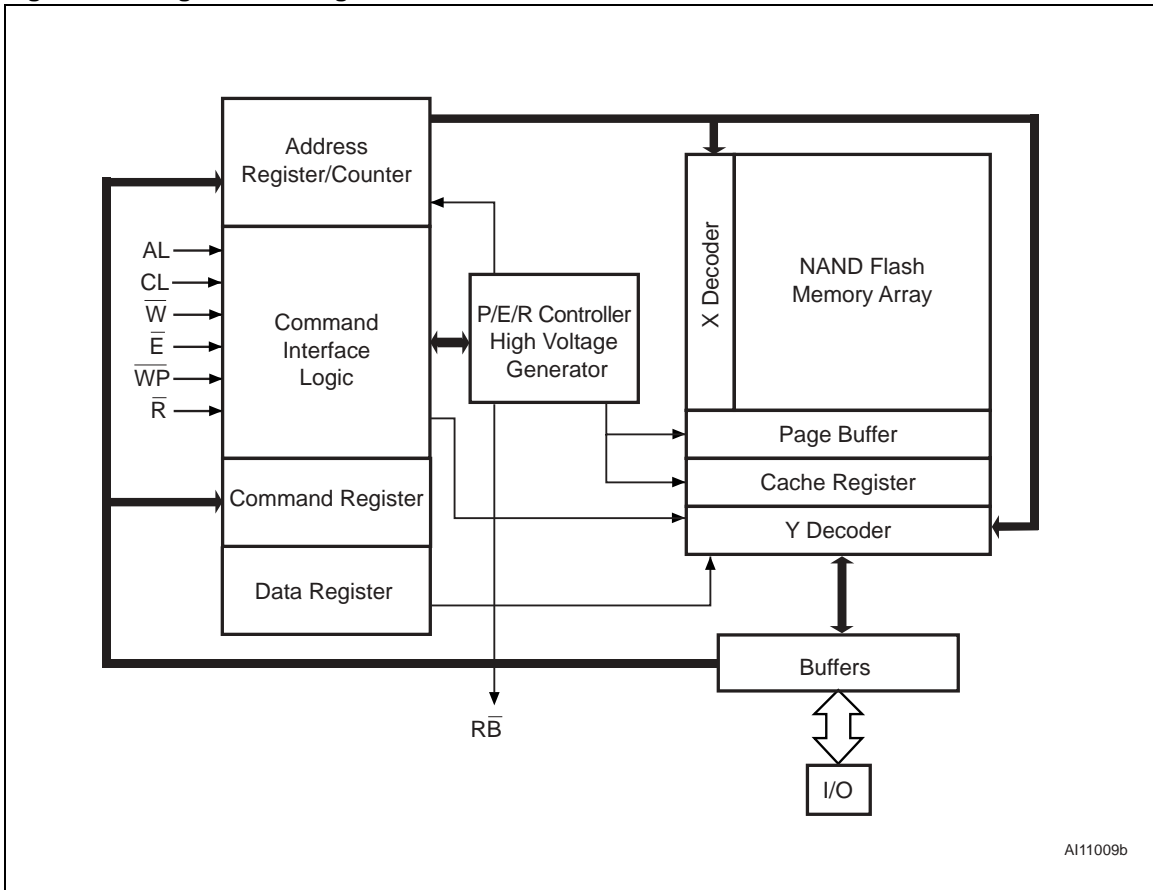 Address
Register/Counter
AL
CL
W̅
E̅
W̅P̅
R̅
Command
Interface
Logic
P/E/R Controller
High Voltage
Generator
X Decoder
NAND Flash
Memory Array
Page Buffer
Cache Register
Y Decoder
Command Register
Data Register
Buffers
RB̅
I/O
AI11009b